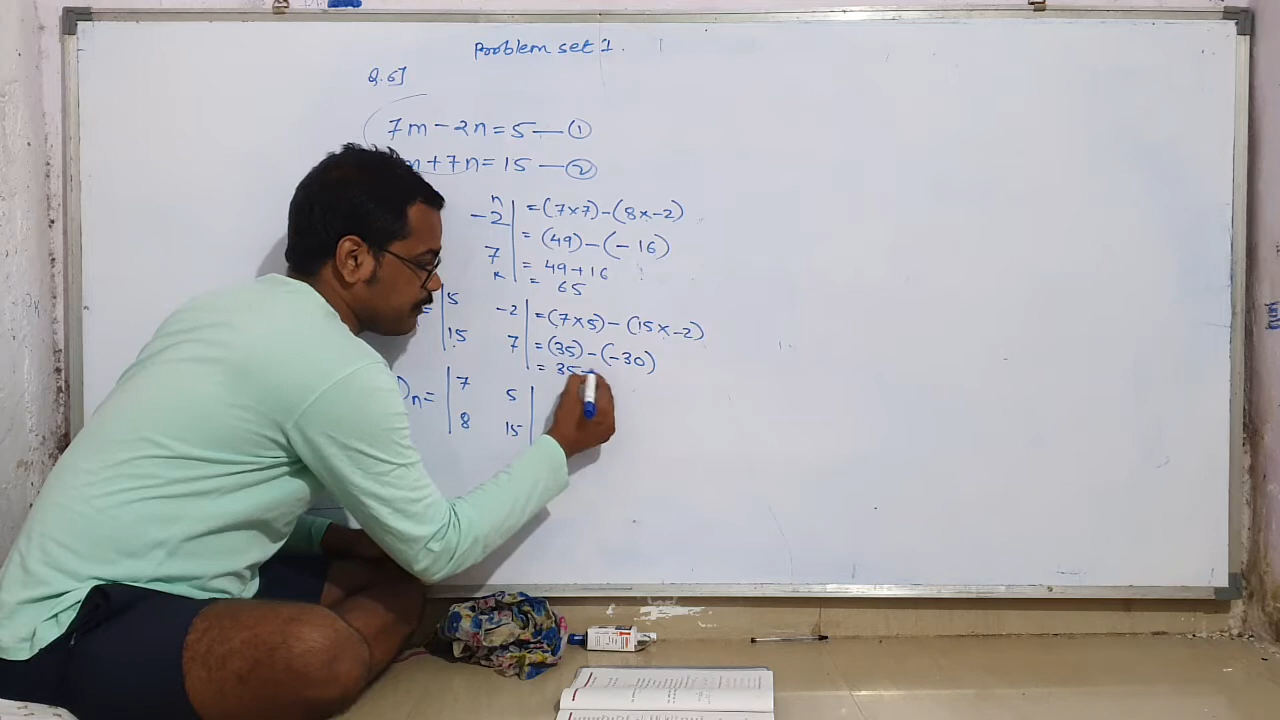 Problem set 1.
Q.6]
7m - 2n = 5 — ①
m + 7n = 15 — ②
n
-2 | = (7×7) - (8×-2)
= (49) - (-16)
7 | = 49+16
= 65
= | 5 -2 | = (7×5) - (15×-2)
15 7 | = (35) - (-30)
= 35
Dn = | 7 5 |
8 15